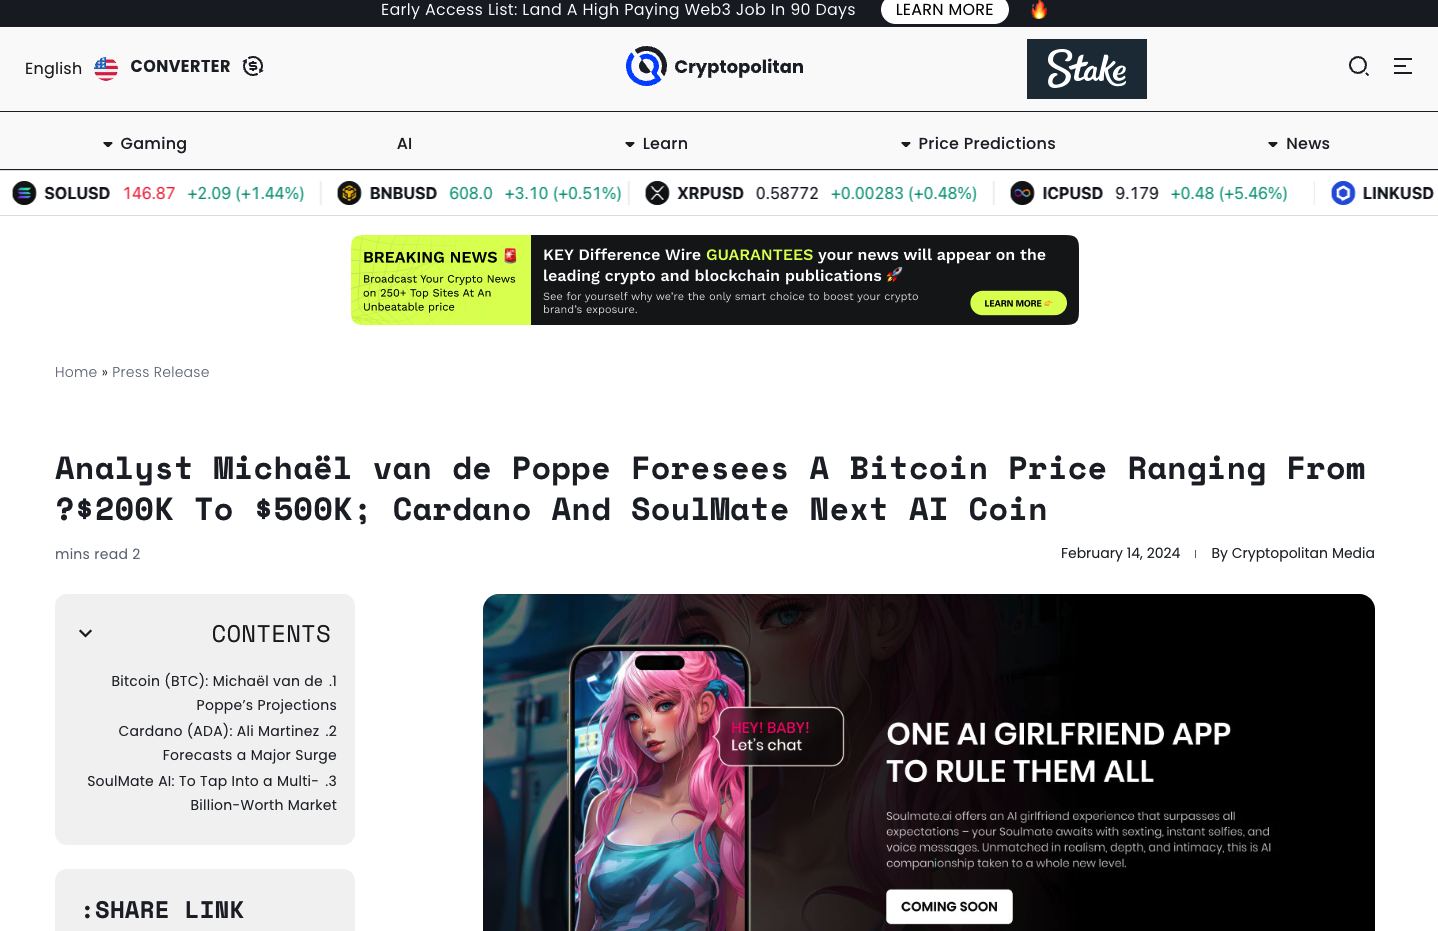 Early Access List: Land A High Paying Web3 Job In 90 Days LEARN MORE
English CONVERTER Cryptopolitan Stake
Gaming AI Learn Price Predictions News
SOLUSD 146.87 +2.09 (+1.44%) BNBUSD 608.0 +3.10 (+0.51%) XRPUSD 0.58772 +0.00283 (+0.48%) ICPUSD 9.179 +0.48 (+5.46%) LINKUSD
BREAKING NEWS
Broadcast Your Crypto News
on 250+ Top Sites At An
Unbeatable price
KEY Difference Wire GUARANTEES your news will appear on the
leading crypto and blockchain publications
See for yourself why we're the only smart choice to boost your crypto
brand's exposure.
LEARN MORE
Home » Press Release
Analyst Michaël van de Poppe Foresees A Bitcoin Price Ranging From
?$200K To $500K; Cardano And SoulMate Next AI Coin
mins read 2
February 14, 2024 By Cryptopolitan Media
CONTENTS
Bitcoin (BTC): Michaël van de .1
Poppe's Projections
Cardano (ADA): Ali Martinez .2
Forecasts a Major Surge
SoulMate AI: To Tap Into a Multi- .3
Billion-Worth Market
:SHARE LINK
HEY! BABY!
Let's chat
ONE AI GIRLFRIEND APP
TO RULE THEM ALL
Soulmate.ai offers an AI girlfriend experience that surpasses all
expectations – your Soulmate awaits with sexting, instant selfies, and
voice messages. Unmatched in realism, depth, and intimacy, this is AI
companionship taken to a whole new level.
COMING SOON